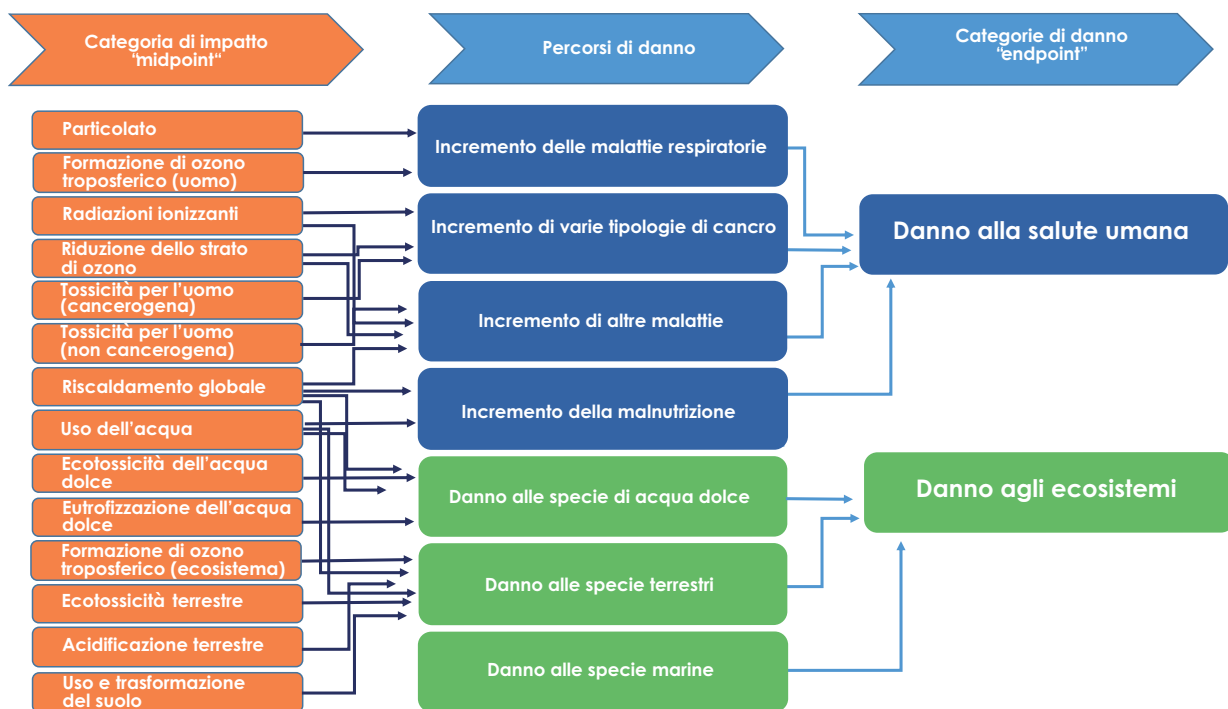 Categoria di impatto
“midpoint“
Percorsi di danno
Categorie di danno
“endpoint”
Particolato
Formazione di ozono
troposferico (uomo)
Radiazioni ionizzanti
Riduzione dello strato
di ozono
Tossicità per l’uomo
(cancerogena)
Tossicità per l’uomo
(non cancerogena)
Riscaldamento globale
Uso dell’acqua
Ecotossicità dell’acqua
dolce
Eutrofizzazione dell’acqua
dolce
Formazione di ozono
troposferico (ecosistema)
Ecotossicità terrestre
Acidificazione terrestre
Uso e trasformazione
del suolo
Incremento delle malattie respiratorie
Incremento di varie tipologie di cancro
Incremento di altre malattie
Incremento della malnutrizione
Danno alle specie di acqua dolce
Danno alle specie terrestri
Danno alle specie marine
Danno alla salute umana
Danno agli ecosistemi